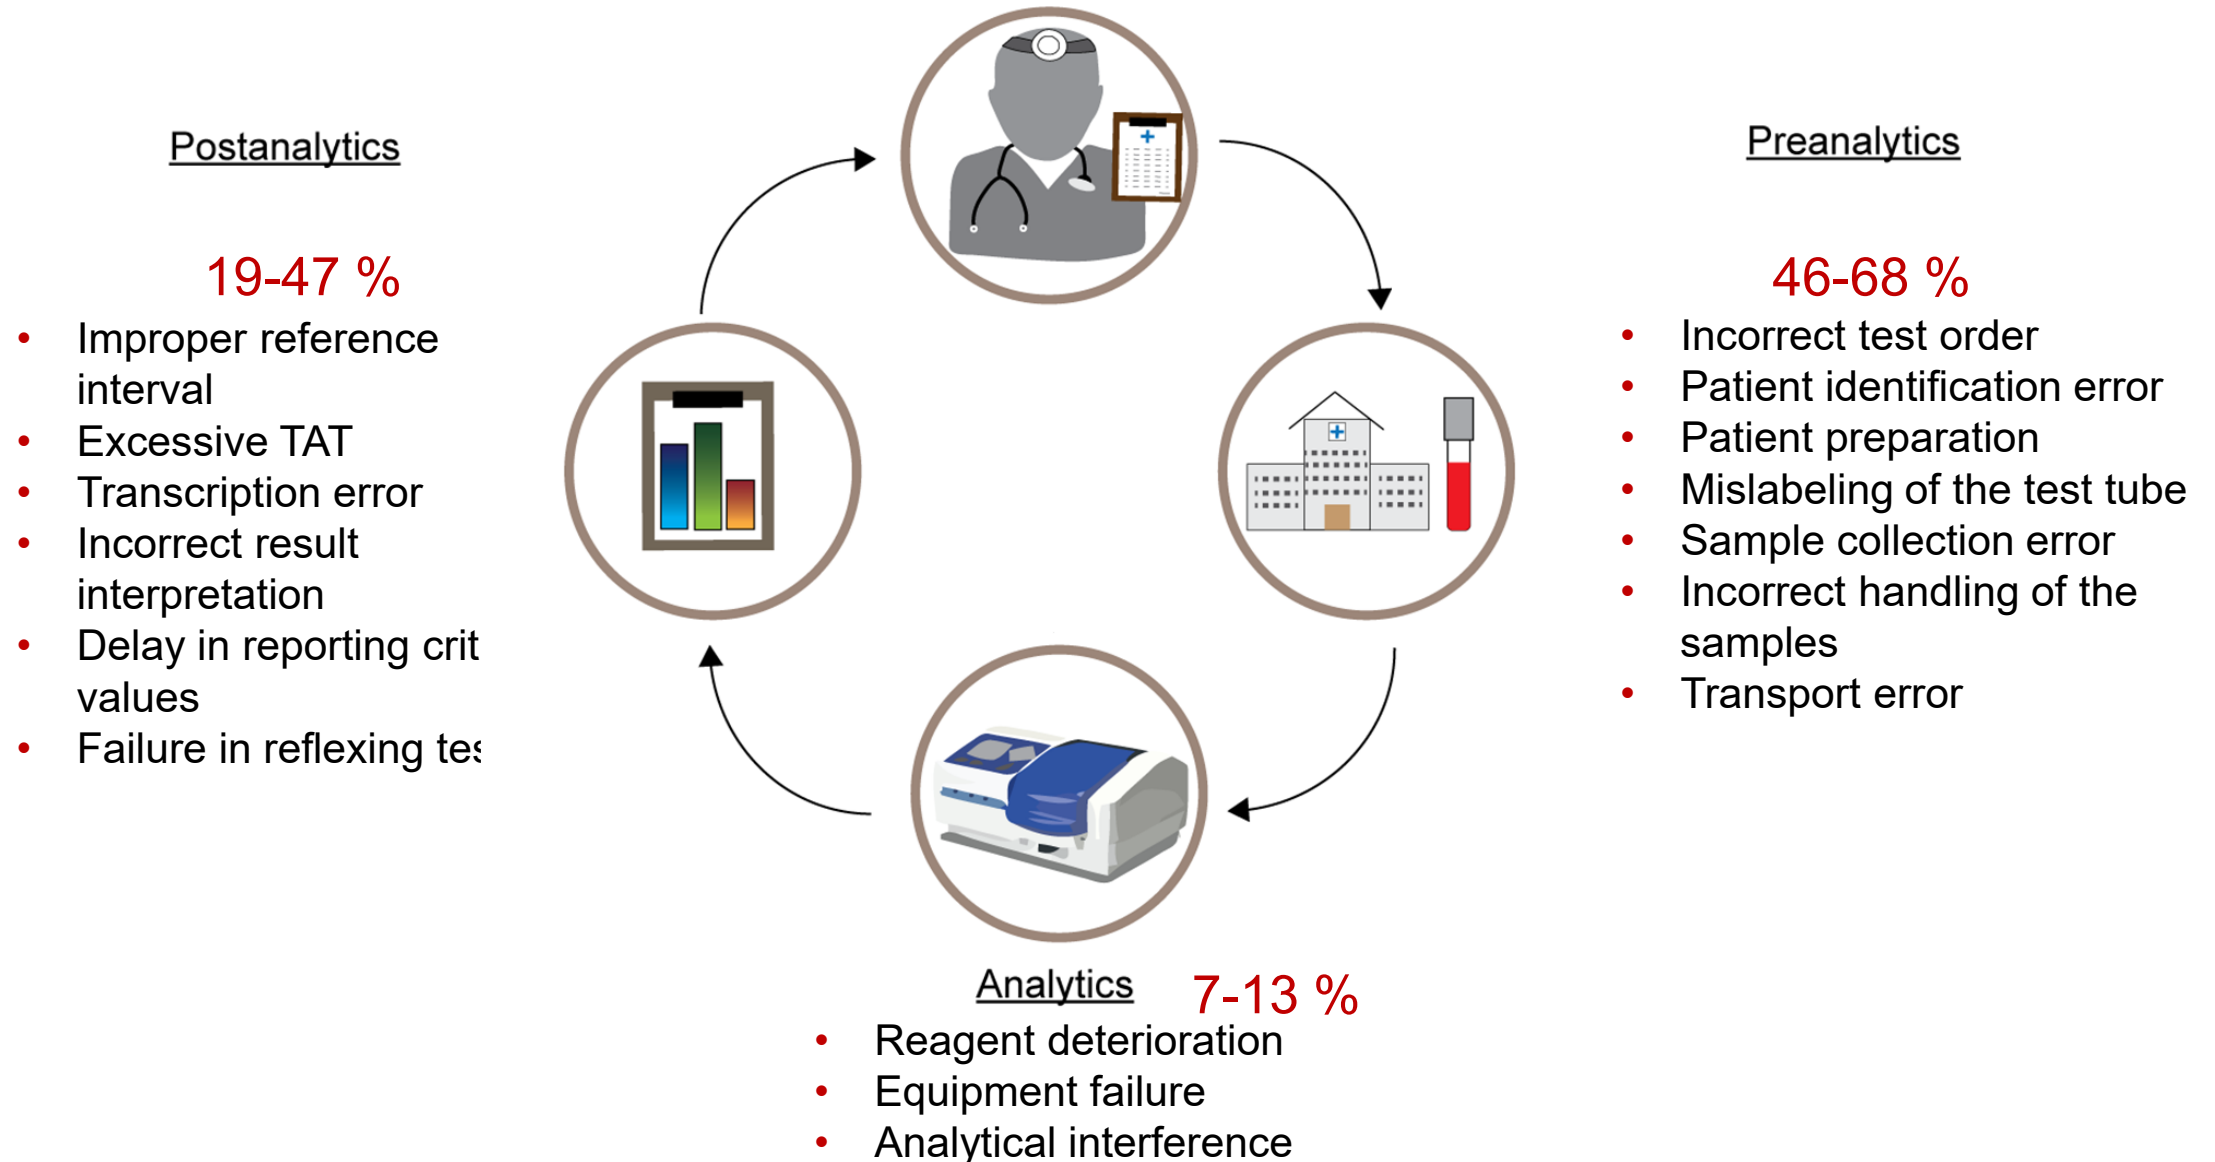 Postanalytics
19-47 %
• Improper reference
interval
• Excessive TAT
• Transcription error
• Incorrect result
interpretation
• Delay in reporting crit
values
• Failure in reflexing
Preanalytics
46-68 %
• Incorrect test order
• Patient identification error
• Patient preparation
• Mislabeling of the test tube
• Sample collection error
• Incorrect handling of the
samples
• Transport error
Analytics 7-13 %
• Reagent deterioration
• Equipment failure
• Analytical interference